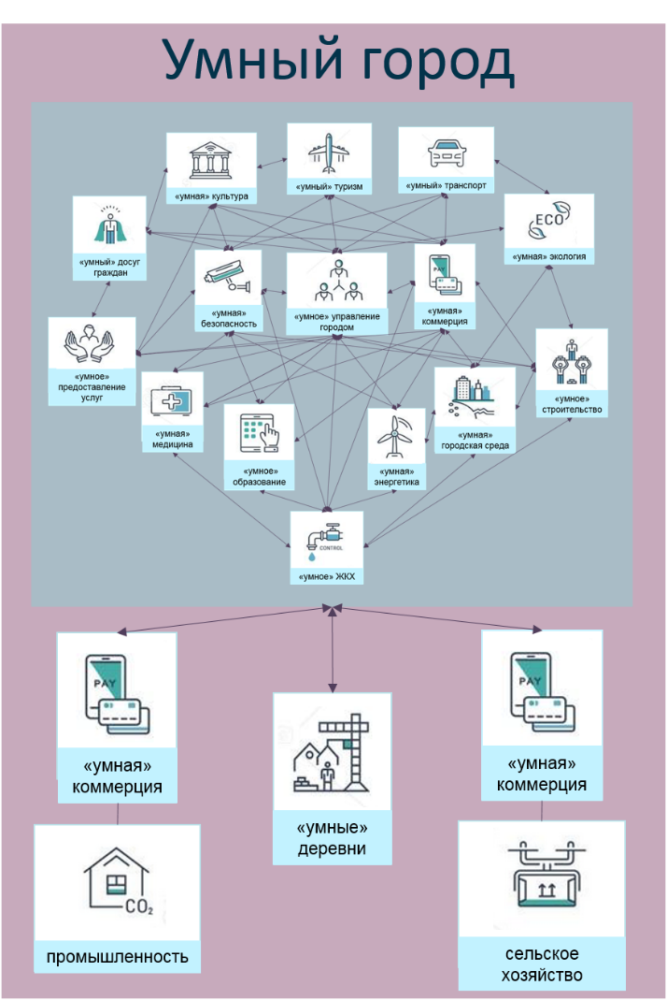 Умный город
«умная» культура
«умный» туризм
«умный» транспорт
«умный» досуг
граждан
ECO
«умная» экология
«умная»
безопасность
«умное» управление
городом
PAY
«умная»
коммерция
«умное»
предоставление
услуг
«умное»
строительство
«умная»
медицина
«умное»
образование
«умная»
энергетика
«умная»
городская среда
CONTROL
«умное» ЖКХ
PAY
«умная»
коммерция
PAY
«умная»
коммерция
«умные»
деревни
CO₂
промышленность
сельское
хозяйство